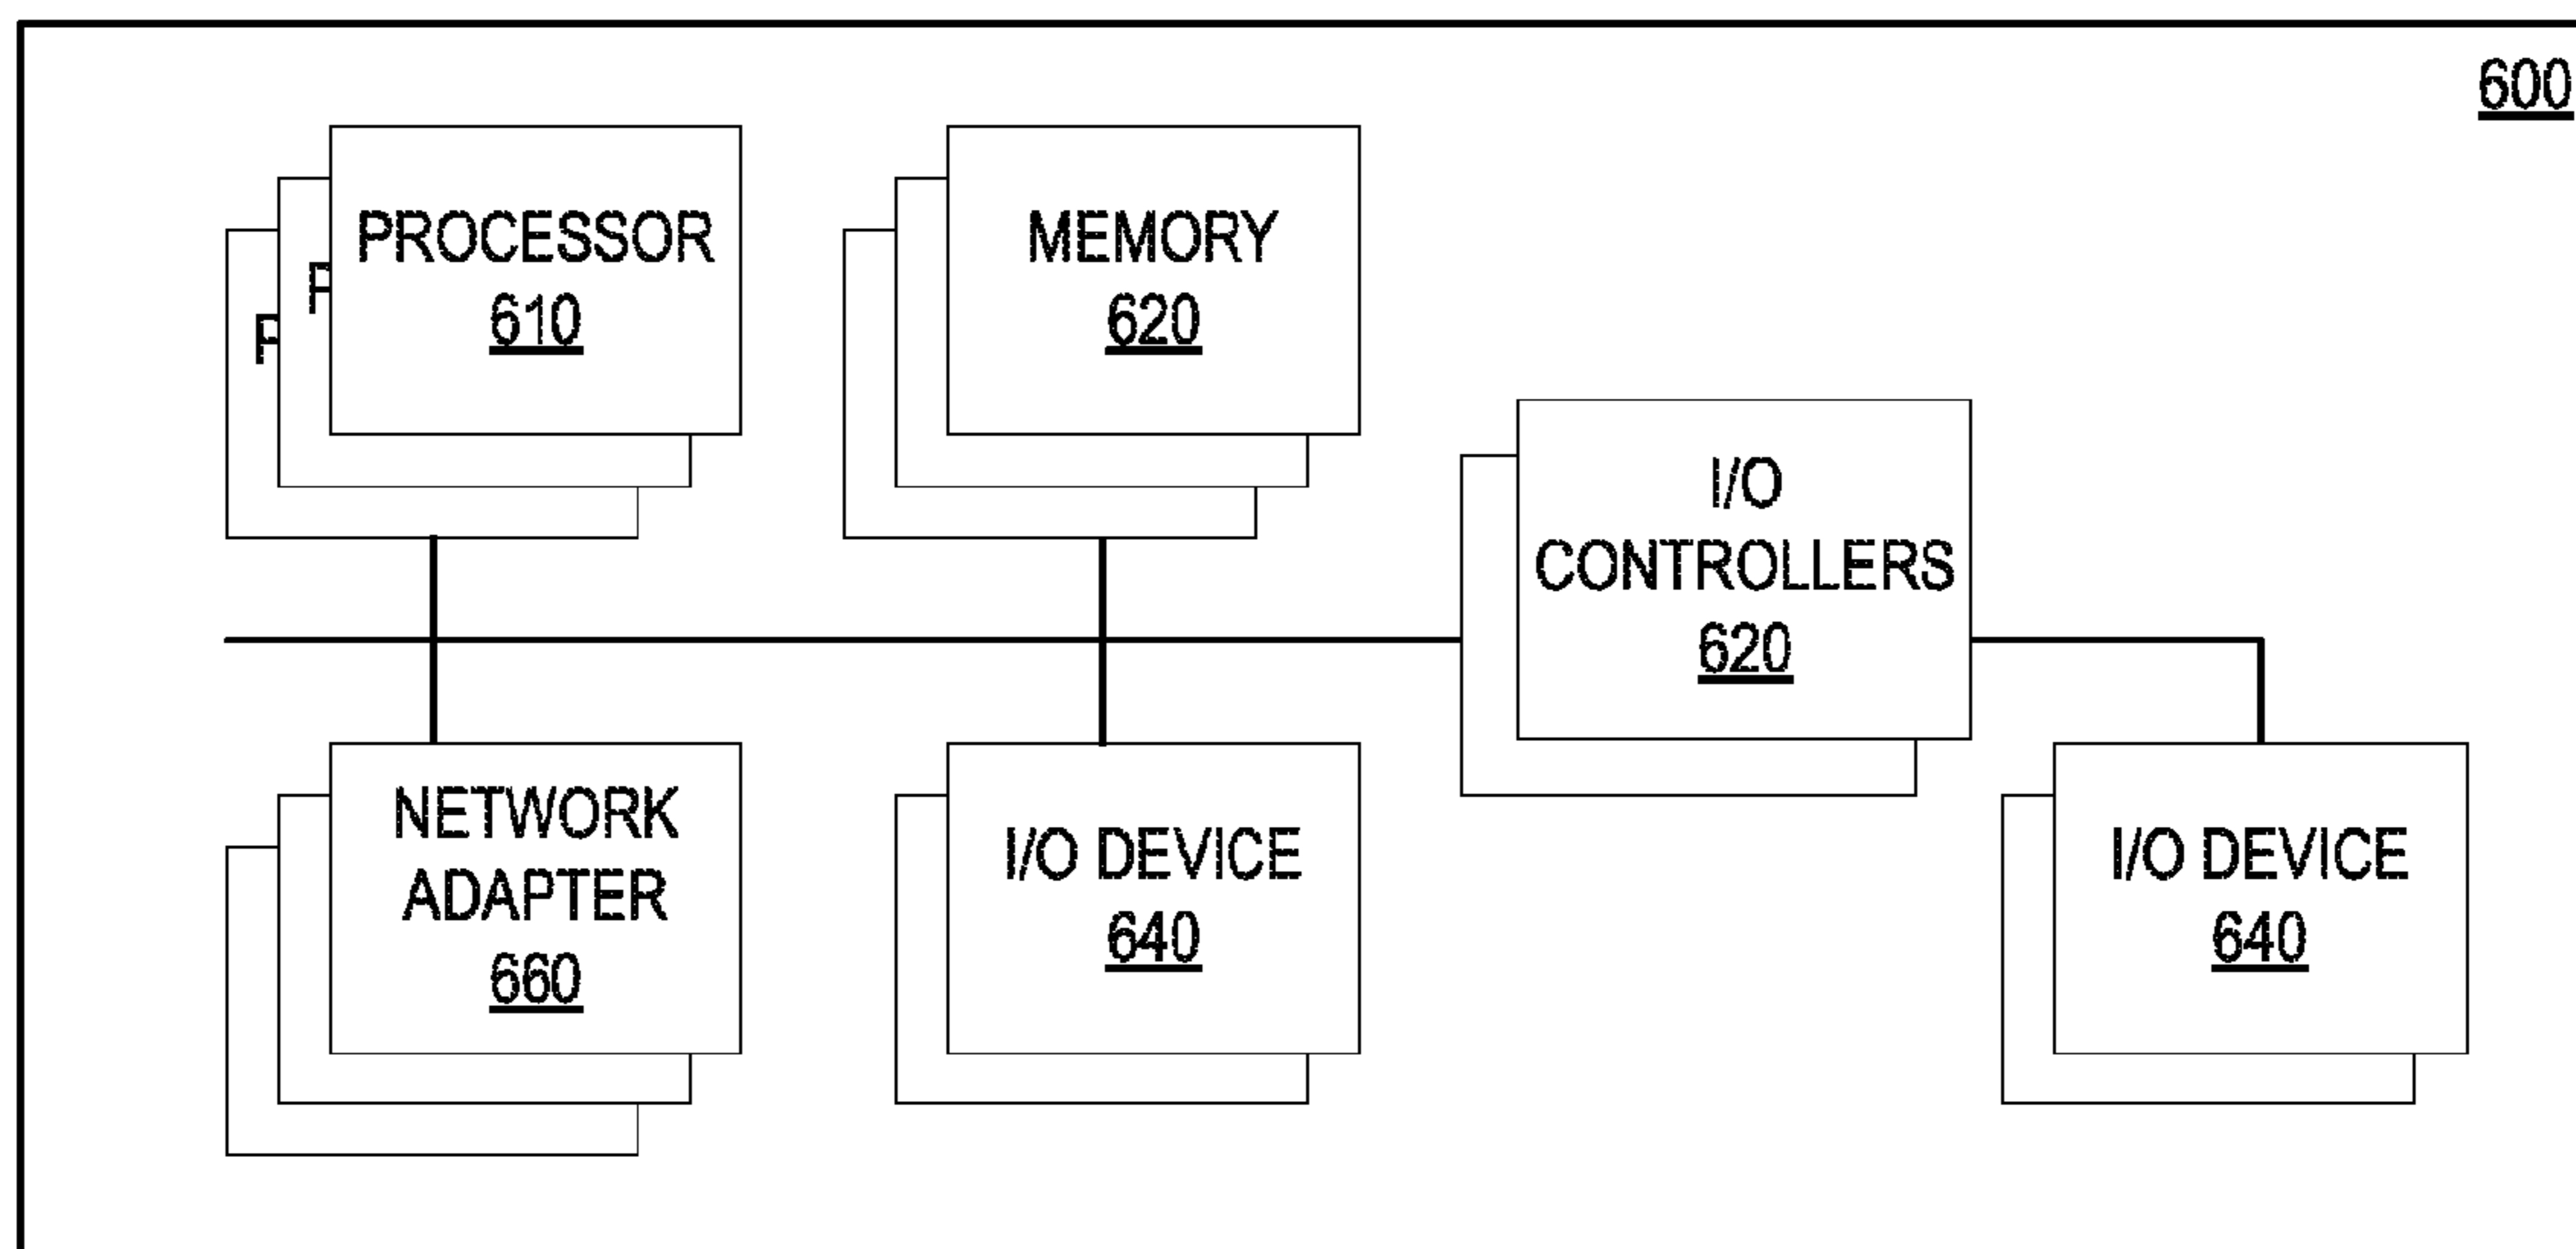 600
PROCESSOR
610
P
P
MEMORY
620
I/O
CONTROLLERS
620
NETWORK
ADAPTER
660
I/O DEVICE
640
I/O DEVICE
640